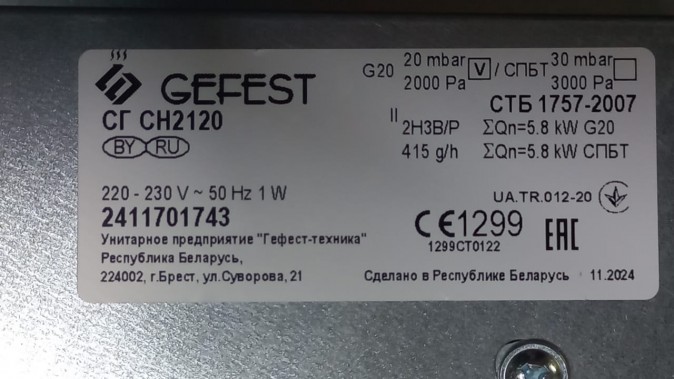 GEFEST
СГ СН2120
BY RU
G20 20 mbar 2000 Pa V / СПБТ 30 mbar 3000 Pa
СТБ 1757-2007
II 2H3B/P ΣQn=5.8 kW G20
415 g/h ΣQn=5.8 kW СПБТ
220 - 230 V ~ 50 Hz 1 W
2411701743
UA.TR.012-20
CE 1299
1299CT0122
EAC
Унитарное предприятие "Гефест-техника"
Республика Беларусь,
224002, г.Брест, ул.Суворова, 21
Сделано в Республике Беларусь 11.2024